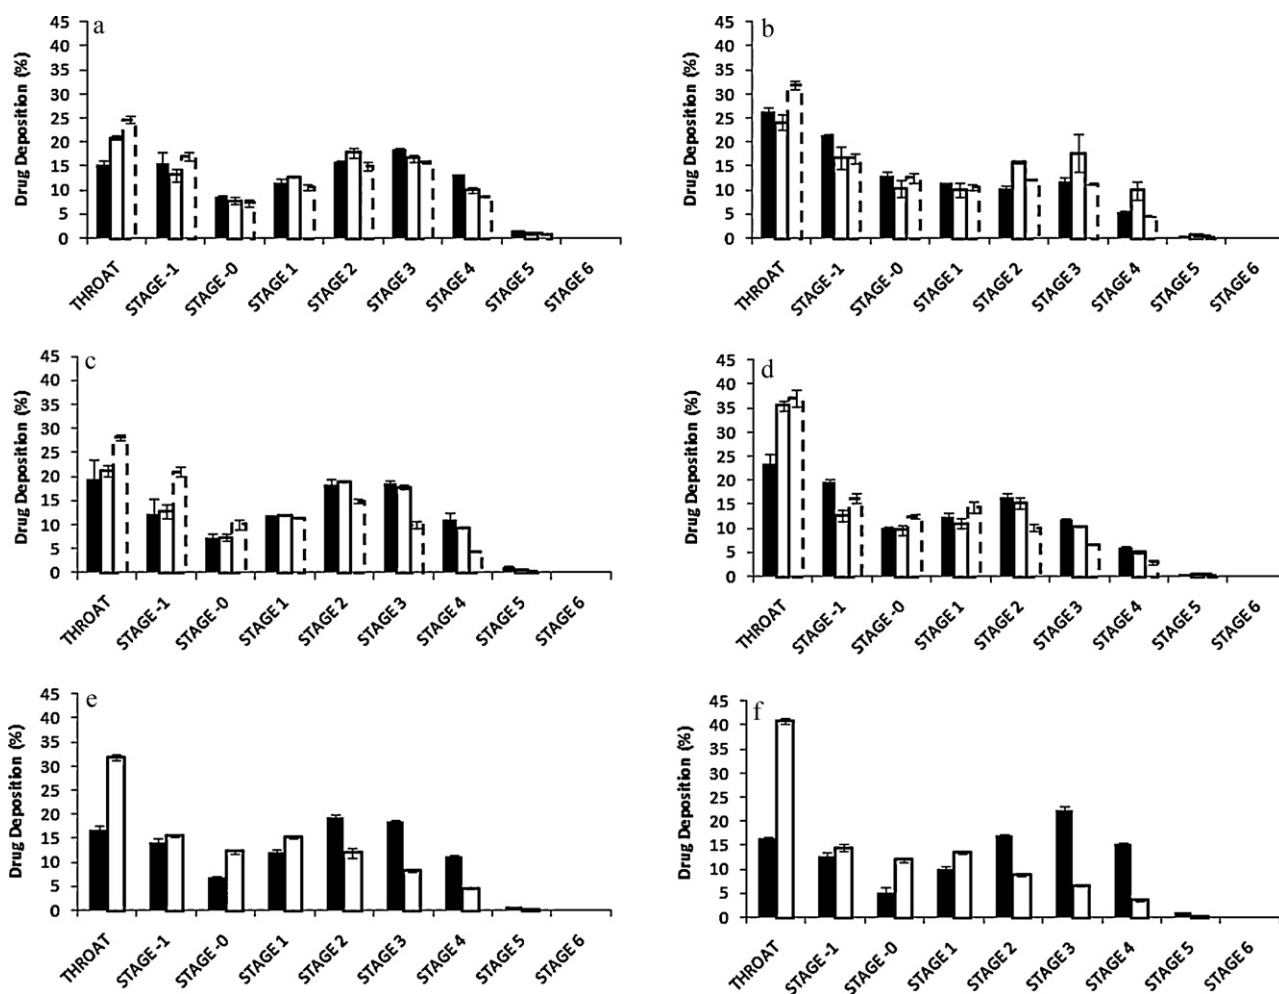 a
Drug Deposition (%)
45
40
35
30
25
20
15
10
5
0
THROAT
STAGE -1
STAGE -0
STAGE 1
STAGE 2
STAGE 3
STAGE 4
STAGE 5
STAGE 6
b
Drug Deposition (%)
45
40
35
30
25
20
15
10
5
0
THROAT
STAGE -1
STAGE -0
STAGE 1
STAGE 2
STAGE 3
STAGE 4
STAGE 5
STAGE 6
c
Drug Deposition (%)
45
40
35
30
25
20
15
10
5
0
THROAT
STAGE -1
STAGE -0
STAGE 1
STAGE 2
STAGE 3
STAGE 4
STAGE 5
STAGE 6
d
Drug Deposition (%)
45
40
35
30
25
20
15
10
5
0
THROAT
STAGE -1
STAGE -0
STAGE 1
STAGE 2
STAGE 3
STAGE 4
STAGE 5
STAGE 6
e
Drug Deposition (%)
45
40
35
30
25
20
15
10
5
0
THROAT
STAGE -1
STAGE -0
STAGE 1
STAGE 2
STAGE 3
STAGE 4
STAGE 5
STAGE 6
f
Drug Deposition (%)
45
40
35
30
25
20
15
10
5
0
THROAT
STAGE -1
STAGE -0
STAGE 1
STAGE 2
STAGE 3
STAGE 4
STAGE 5
STAGE 6